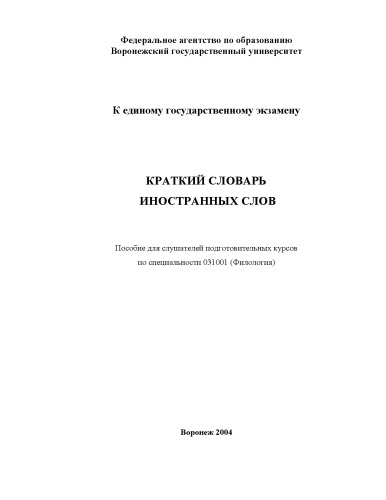 Федеральное агентство по образованию
Воронежский государственный университет
К единому государственному экзамену
КРАТКИЙ СЛОВАРЬ
ИНОСТРАННЫХ СЛОВ
Пособие для слушателей подготовительных курсов
по специальности 031001 (Филология)
Воронеж 2004